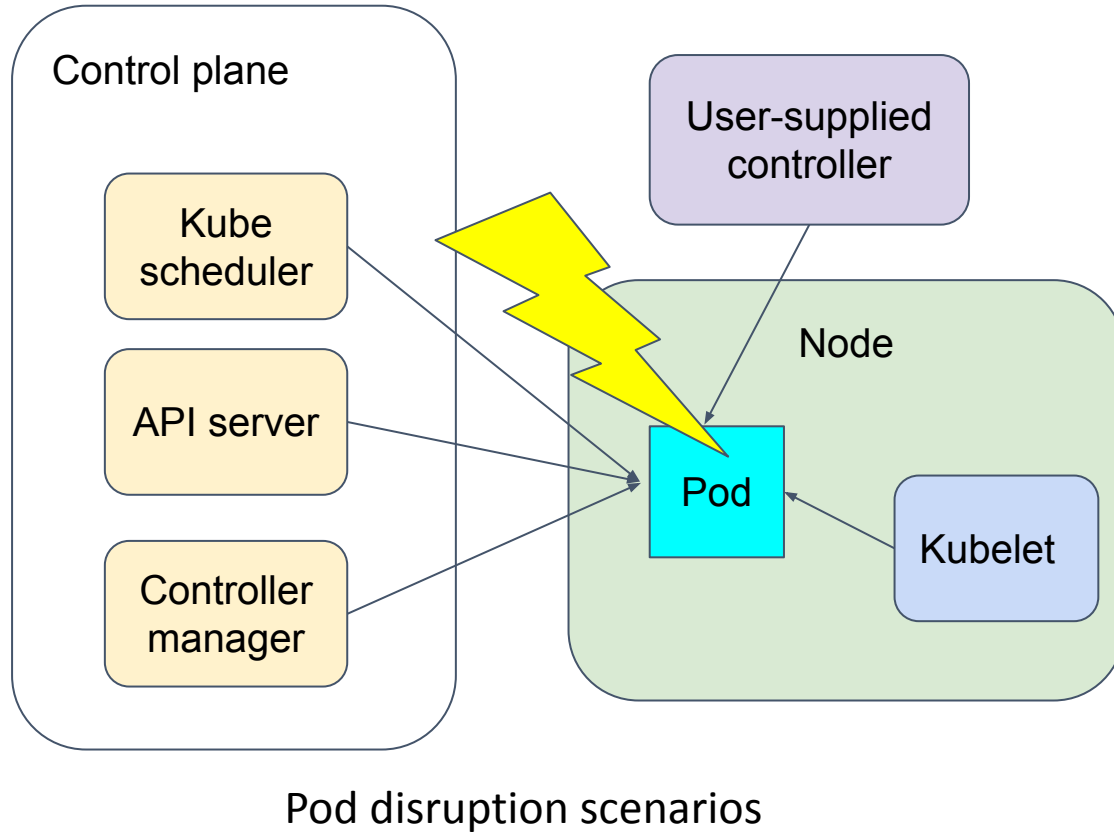 Control plane
Kube
scheduler
API server
Controller
manager
User-supplied
controller
Node
Pod
Kubelet
Pod disruption scenarios